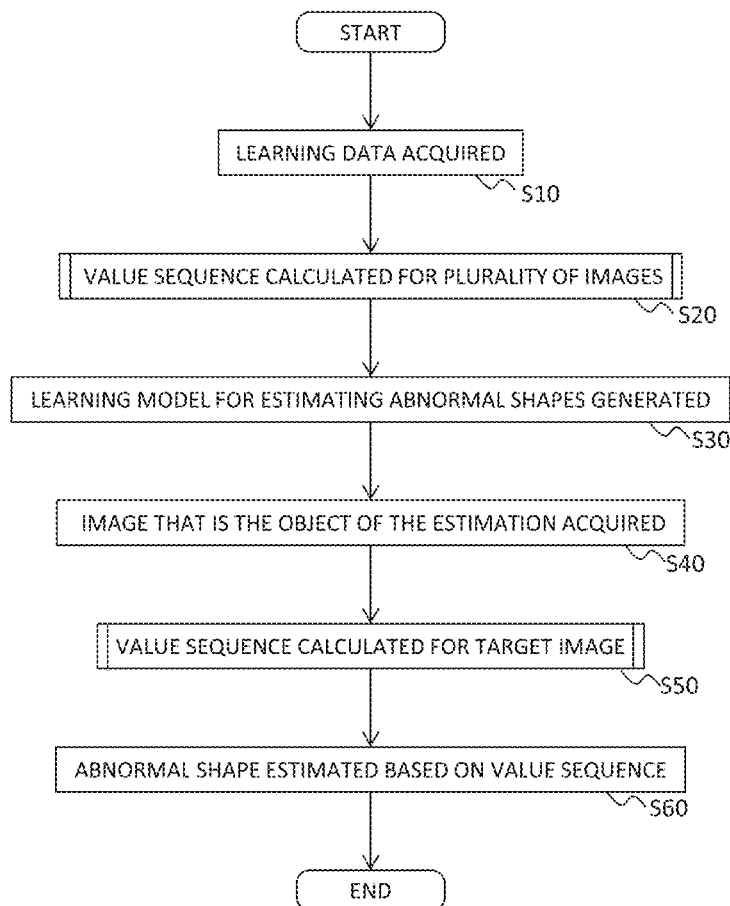 START
LEARNING DATA ACQUIRED
S10
VALUE SEQUENCE CALCULATED FOR PLURALITY OF IMAGES
S20
LEARNING MODEL FOR ESTIMATING ABNORMAL SHAPES GENERATED
S30
IMAGE THAT IS THE OBJECT OF THE ESTIMATION ACQUIRED
S40
VALUE SEQUENCE CALCULATED FOR TARGET IMAGE
S50
ABNORMAL SHAPE ESTIMATED BASED ON VALUE SEQUENCE
S60
END